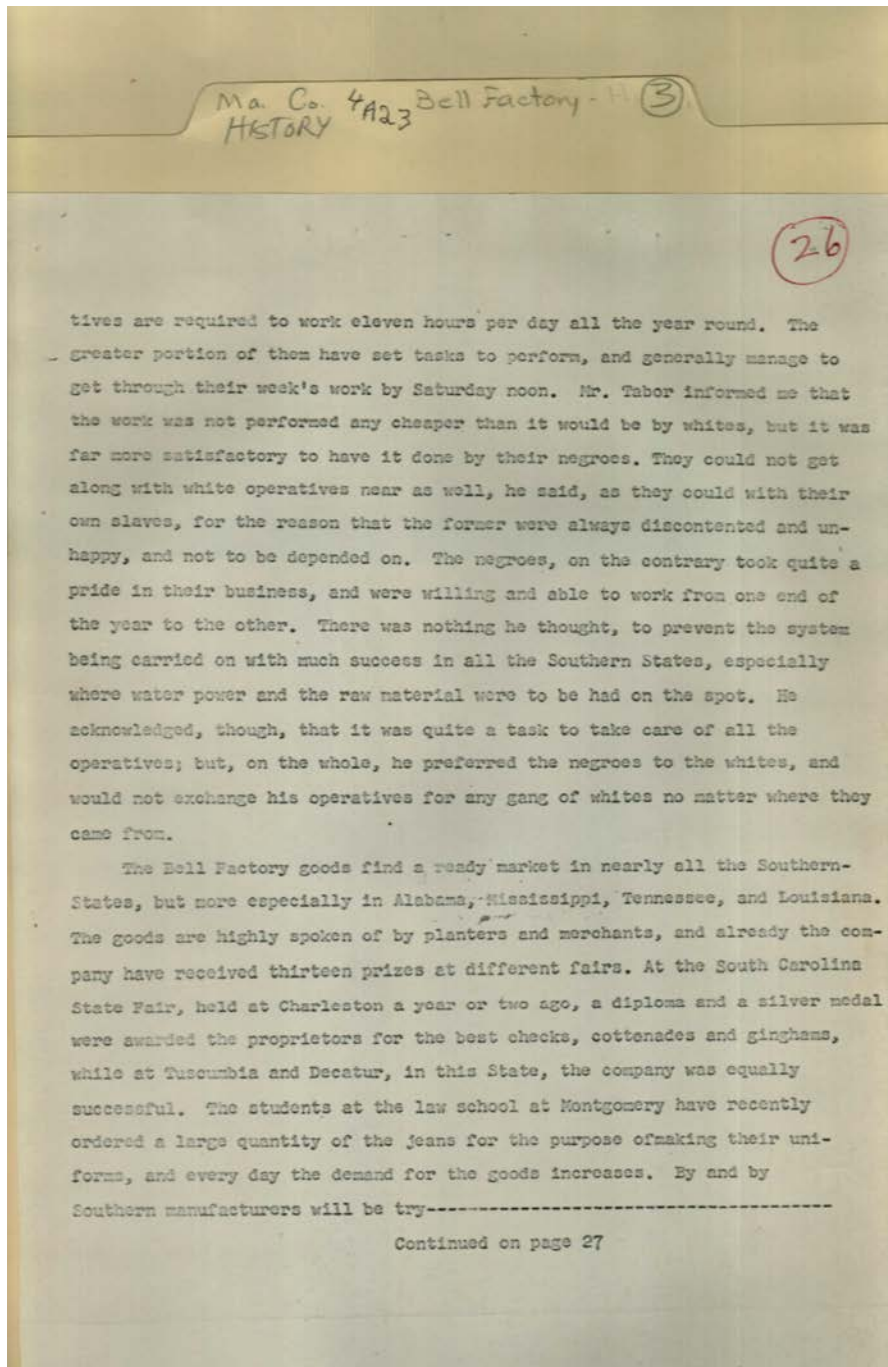 Ma. Co. 4A23 Bell Factory - H 3
HISTORY
26
tives are required to work eleven hours per day all the year round. The
greater portion of them have set tasks to perform, and generally manage to
get through their week's work by Saturday noon. Mr. Tabor informed me that
the work was not performed any cheaper than it would be by whites, but it was
far more satisfactory to have it done by their negroes. They could not get
along with white operatives near as well, he said, as they could with their
own slaves, for the reason that the former were always discontented and un-
happy, and not to be depended on. The negroes, on the contrary took quite a
pride in their business, and were willing and able to work from one end of
the year to the other. There was nothing he thought, to prevent the system
being carried on with much success in all the Southern States, especially
where water power and the raw material were to be had on the spot. He
acknowledged, though, that it was quite a task to take care of all the
operatives; but, on the whole, he preferred the negroes to the whites, and
would not exchange his operatives for any gang of whites no matter where they
came from.
The Bell Factory goods find a ready market in nearly all the Southern-
States, but more especially in Alabama, Mississippi, Tennessee, and Louisiana.
The goods are highly spoken of by planters and merchants, and already the com-
pany have received thirteen prizes at different fairs. At the South Carolina
State Fair, held at Charleston a year or two ago, a diploma and a silver medal
were awarded the proprietors for the best checks, cottonades and ginghams,
while at Tuscumbia and Decatur, in this State, the company was equally
successful. The students at the law school at Montgomery have recently
ordered a large quantity of the jeans for the purpose ofmaking their uni-
forms, and every day the demand for the goods increases. By and by
Southern manufacturers will be try----------------------------------------
Continued on page 27